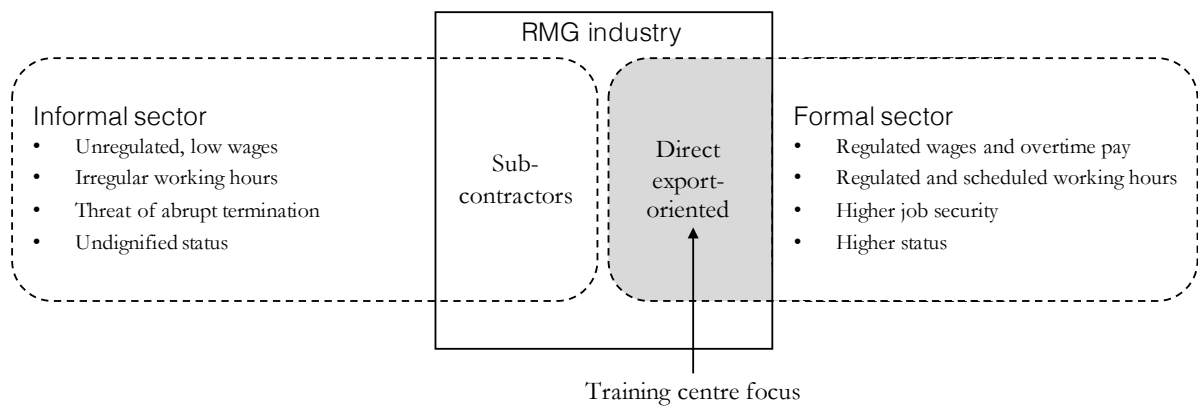 RMG industry
Informal sector
• Unregulated, low wages
• Irregular working hours
• Threat of abrupt termination
• Undignified status
Sub-
contractors
Direct
export-
oriented
Formal sector
• Regulated wages and overtime pay
• Regulated and scheduled working hours
• Higher job security
• Higher status
Training centre focus